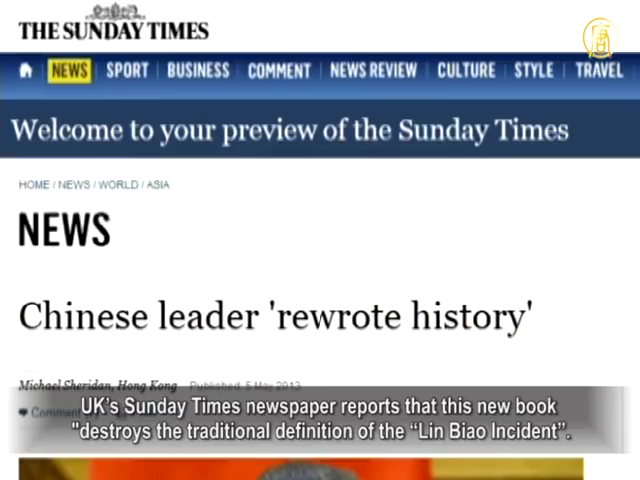 THE SUNDAY TIMES
NEWS SPORT BUSINESS COMMENT NEWS REVIEW CULTURE STYLE TRAVEL
Welcome to your preview of the Sunday Times
HOME / NEWS / WORLD / ASIA
NEWS
Chinese leader 'rewrote history'
Michael Sheridan, Hong Kong Published: 5 May 2013
Comment
UK's Sunday Times newspaper reports that this new book
"destroys the traditional definition of the “Lin Biao Incident”.